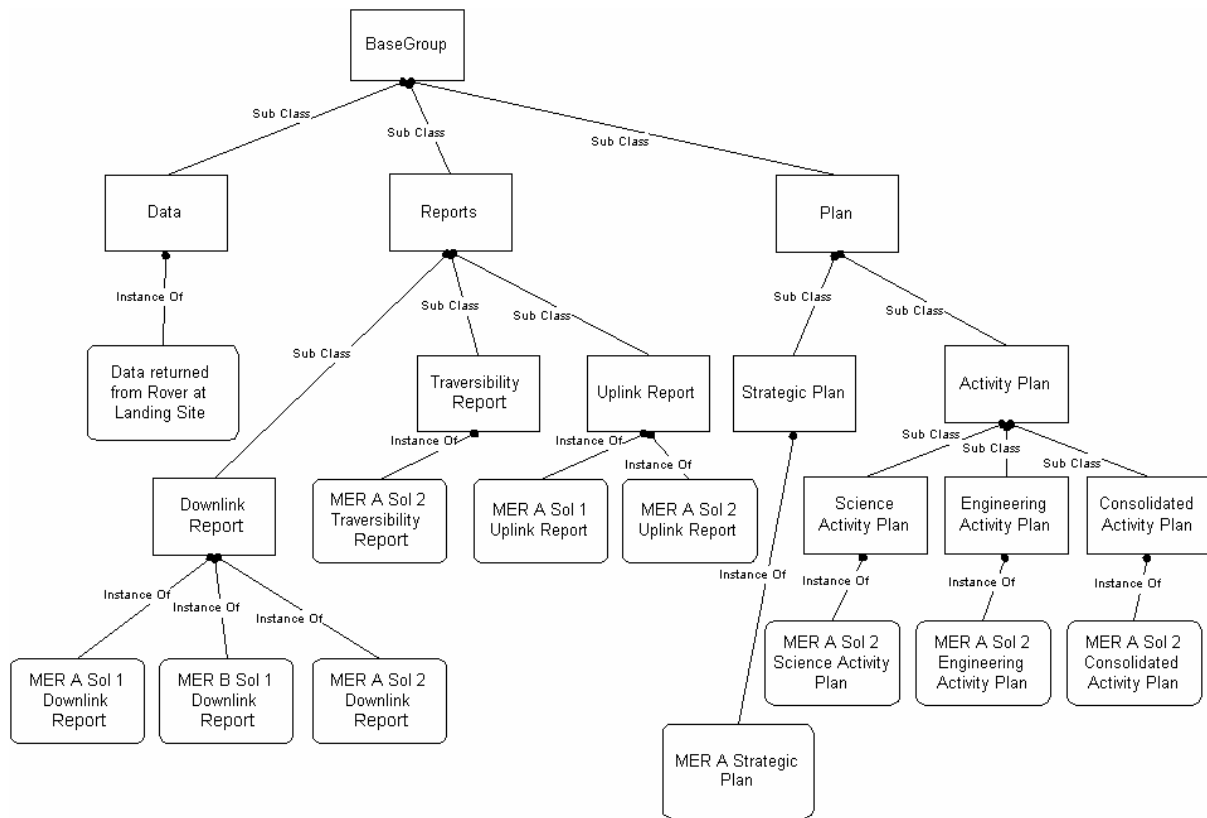 BaseGroup
Sub Class
Sub Class
Sub Class
Data
Reports
Plan
Instance Of
Sub Class
Sub Class
Sub Class
Sub Class
Sub Class
Data returned
from Rover at
Landing Site
Traversibility
Report
Uplink Report
Strategic Plan
Activity Plan
Instance Of
Instance Of
Instance Of
Sub Class
Sub Class
Sub Class
Downlink
Report
MER A Sol 2
Traversibility
Report
MER A Sol 1
Uplink Report
MER A Sol 2
Uplink Report
Science
Activity Plan
Engineering
Activity Plan
Consolidated
Activity Plan
Instance Of
Instance Of
Instance Of
Instance Of
Instance Of
Instance Of
Instance Of
MER A Sol 1
Downlink
Report
MER B Sol 1
Downlink
Report
MER A Sol 2
Downlink
Report
MER A Sol 2
Science Activity
Plan
MER A Sol 2
Engineering
Activity Plan
MER A Sol 2
Consolidated
Activity Plan
MER A Strategic
Plan